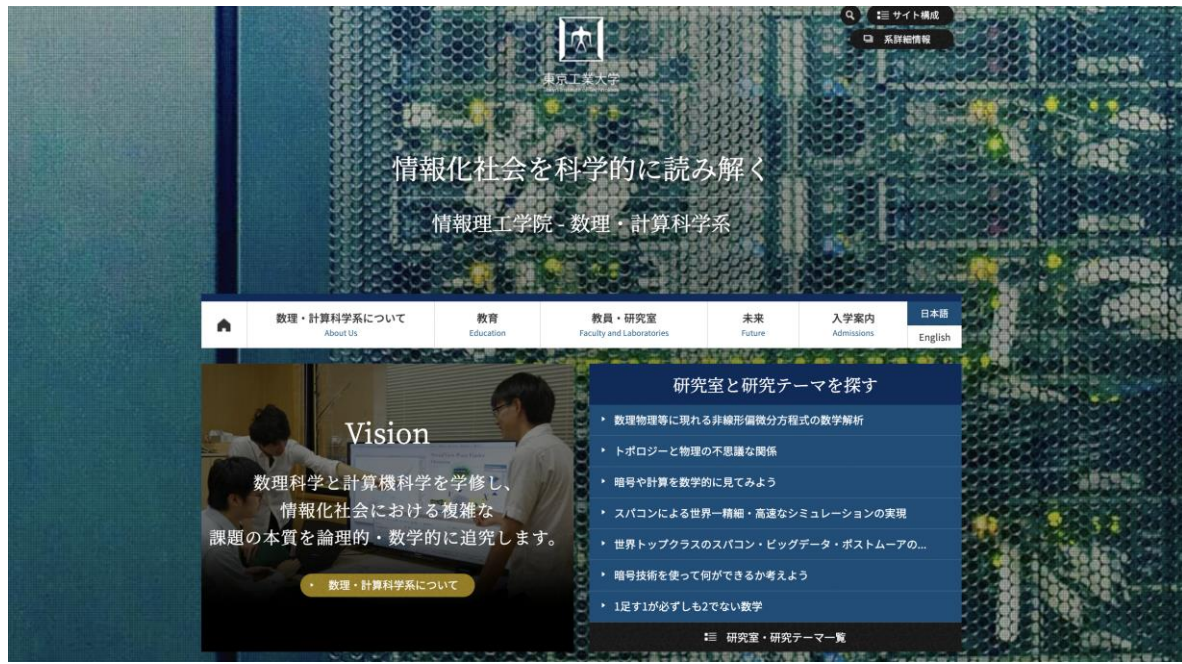 サイト構成
系詳細情報
東京工業大学
情報化社会を科学的に読み解く
情報理工学院 - 数理・計算科学系
数理・計算科学系について
About Us
教育
Education
教員・研究室
Faculty and Laboratories
未来
Future
入学案内
Admissions
日本語
English
Vision
数理科学と計算機科学を学修し、
情報化社会における複雑な
課題の本質を論理的・数学的に追究します。
数理・計算科学系について
研究室と研究テーマを探す
数理物理等に現れる非線形偏微分方程式の数学解析
トポロジーと物理の不思議な関係
暗号や計算を数学的に見てみよう
スパコンによる世界一精細・高速なシミュレーションの実現
世界トップクラスのスパコン・ビッグデータ・ポストムーアの...
暗号技術を使って何ができるか考えよう
1足す1が必ずしも2でない数学
研究室・研究テーマ一覧